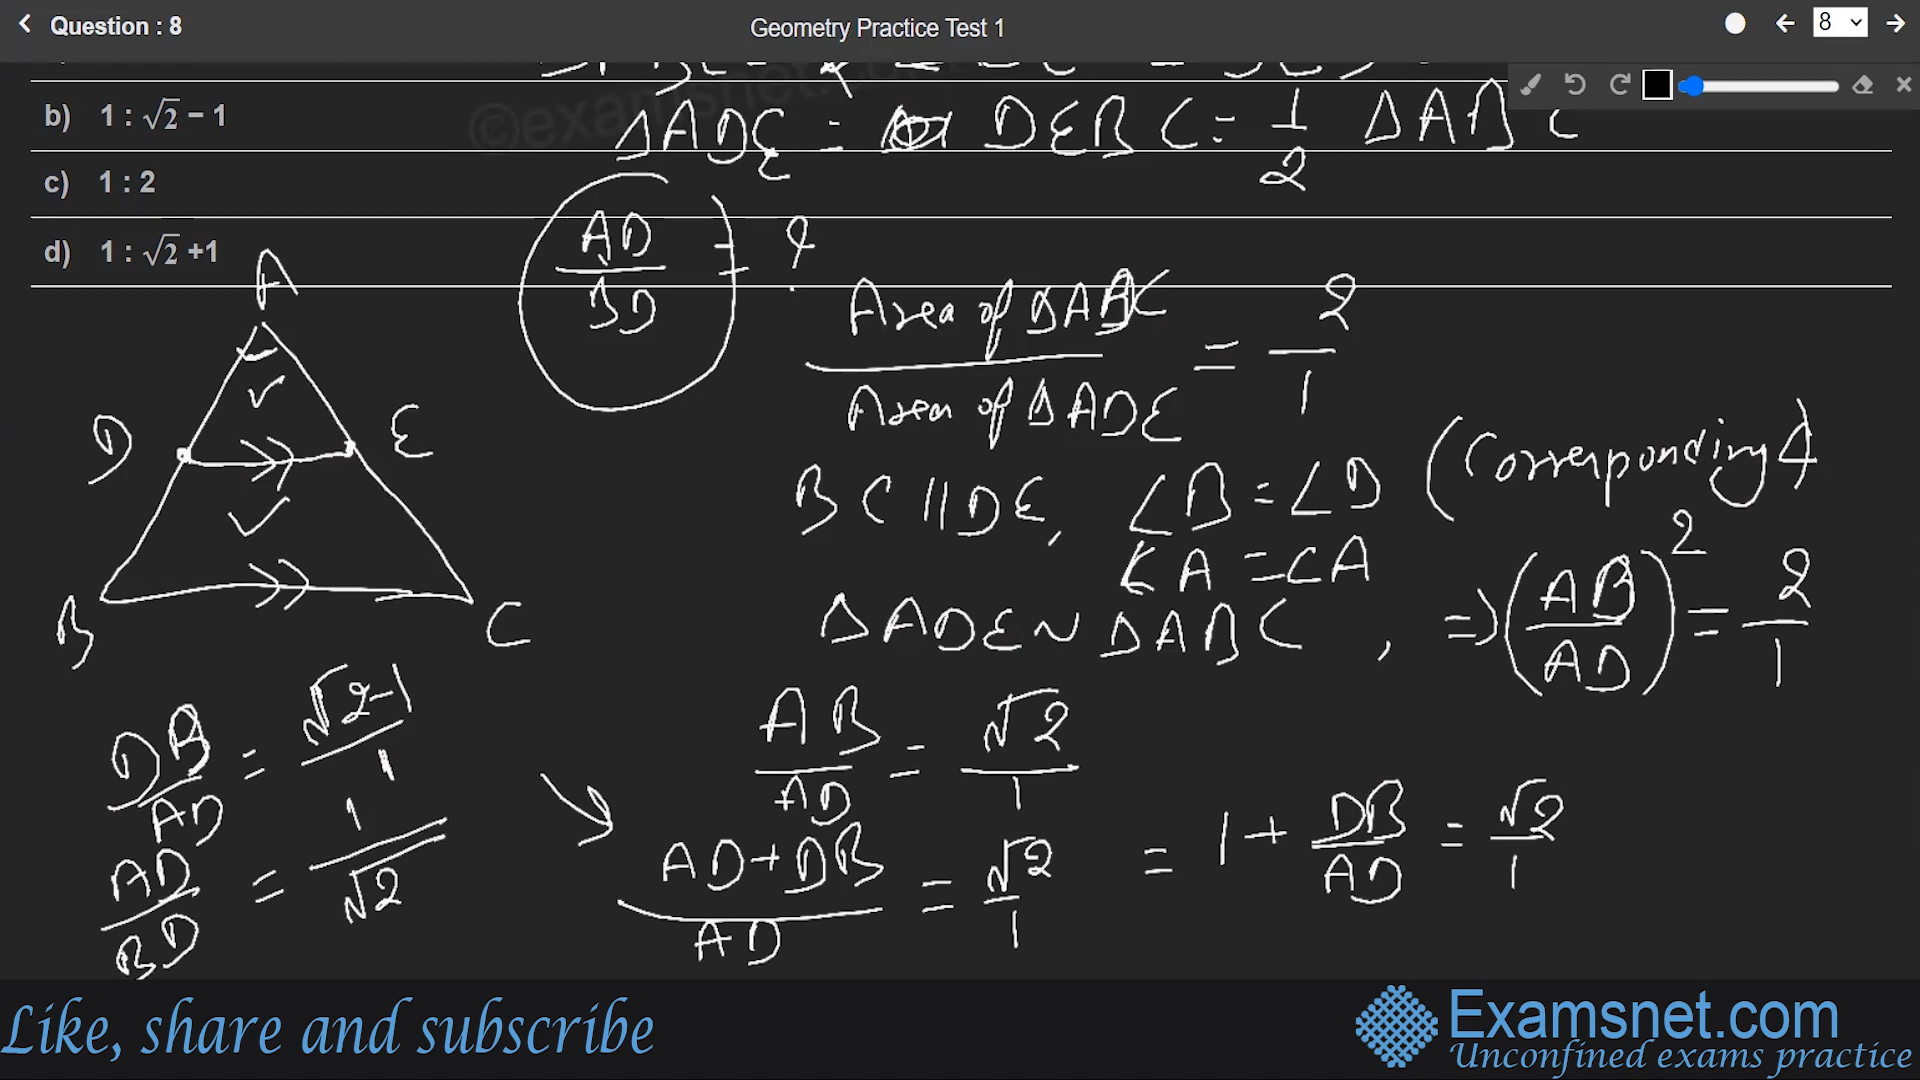 Question : 8
Geometry Practice Test 1
8
©examsnet.co
b) 1 : √2 − 1
ΔADE = DEBC = 1/2 ΔABC
c) 1 : 2
d) 1 : √2 +1
AD/BD = ?
A
D
E
B
C
Area of ΔABC / Area of ΔADE = 2/1
BC || DE, ∠B = ∠D (Corresponding ∠)
∠A = ∠A
ΔADE ~ ΔABC, => (AB/AD)² = 2/1
DB/AD = √2-1/1
AB/AD = √2/1
AD+DB/AD = √2/1 = 1 + DB/AD = √2/1
AD/BD = 1/√2
Like, share and subscribe
Examsnet.com
Unconfined exams practice